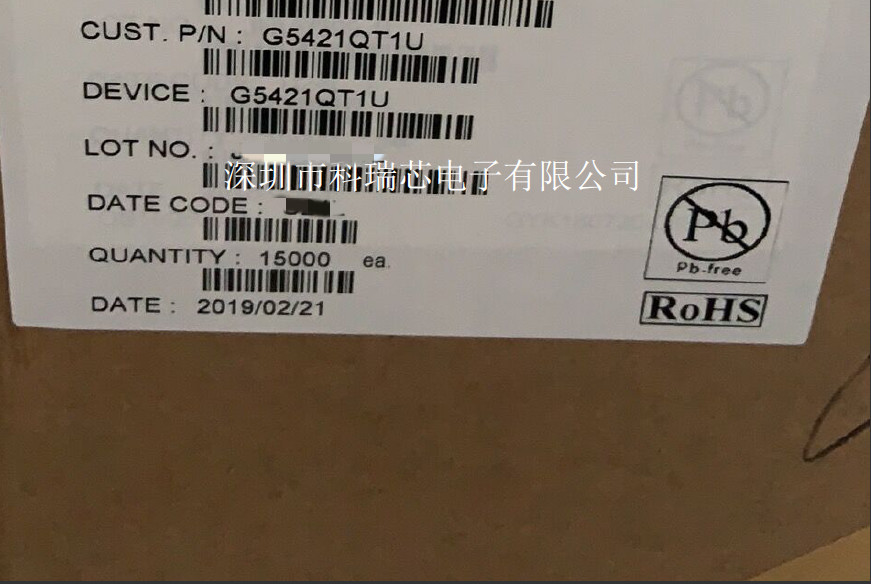 CUST. P/N : G5421QT1U
DEVICE : G5421QT1U
LOT NO. :
深圳市科瑞芯电子有限公司
DATE CODE :
QUANTITY : 15000 ea.
DATE : 2019/02/21
Pb
Pb-free
RoHS